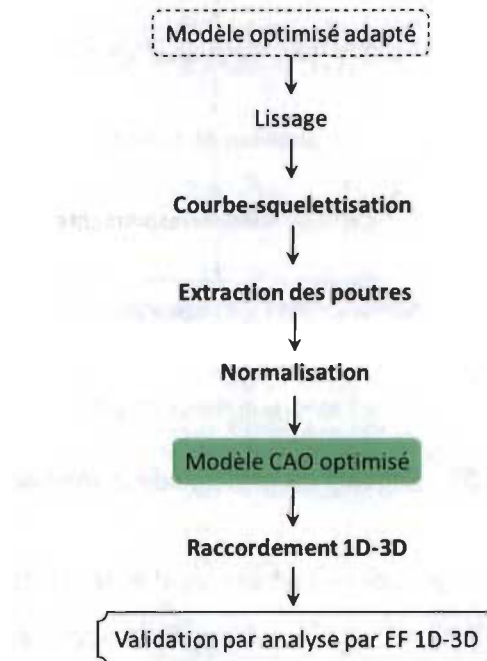 Modèle optimisé adapté
Lissage
Courbe-squelettisation
Extraction des poutres
Normalisation
Modèle CAO optimisé
Raccordement 1D-3D
Validation par analyse par EF 1D-3D